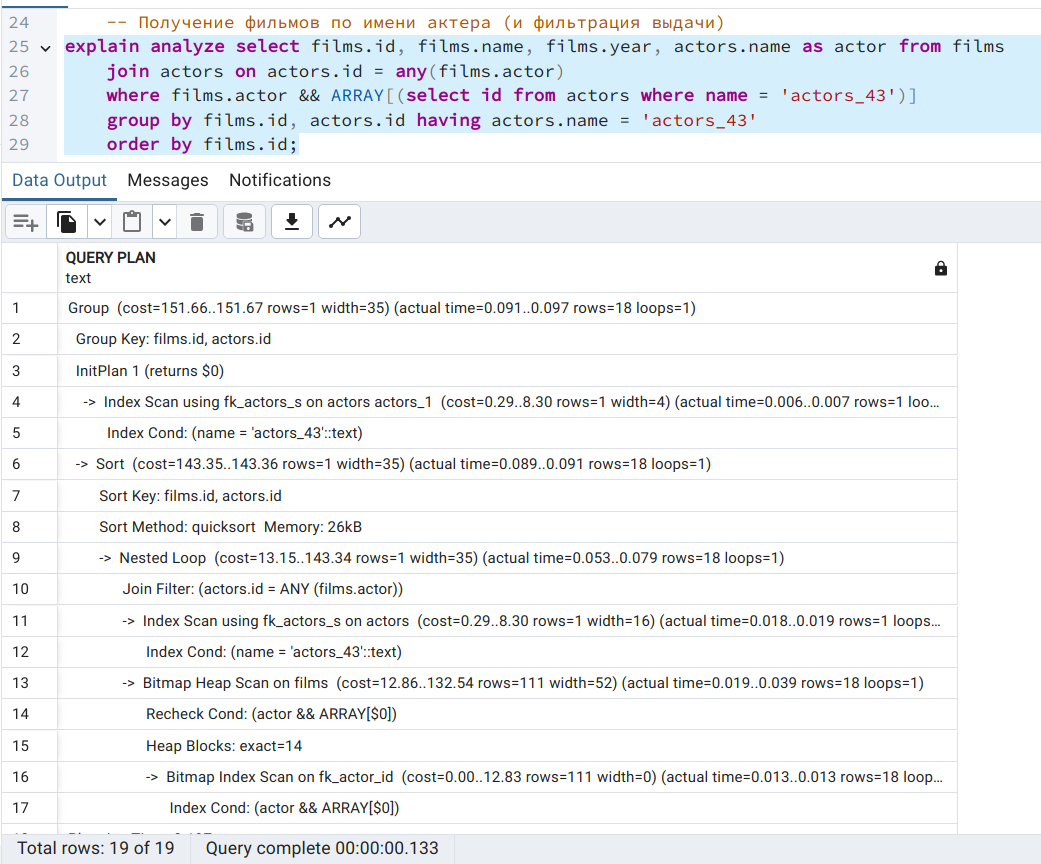 24 -- Получение фильмов по имени актера (и фильтрация выдачи)
25 explain analyze select films.id, films.name, films.year, actors.name as actor from films
26 join actors on actors.id = any(films.actor)
27 where films.actor && ARRAY[(select id from actors where name = 'actors_43')]
28 group by films.id, actors.id having actors.name = 'actors_43'
29 order by films.id;
Data Output Messages Notifications
QUERY PLAN
text
1 Group (cost=151.66..151.67 rows=1 width=35) (actual time=0.091..0.097 rows=18 loops=1)
2 Group Key: films.id, actors.id
3 InitPlan 1 (returns $0)
4 -> Index Scan using fk_actors_s on actors actors_1 (cost=0.29..8.30 rows=1 width=4) (actual time=0.006..0.007 rows=1 loo...
5 Index Cond: (name = 'actors_43'::text)
6 -> Sort (cost=143.35..143.36 rows=1 width=35) (actual time=0.089..0.091 rows=18 loops=1)
7 Sort Key: films.id, actors.id
8 Sort Method: quicksort Memory: 26kB
9 -> Nested Loop (cost=13.15..143.34 rows=1 width=35) (actual time=0.053..0.079 rows=18 loops=1)
10 Join Filter: (actors.id = ANY (films.actor))
11 -> Index Scan using fk_actors_s on actors (cost=0.29..8.30 rows=1 width=16) (actual time=0.018..0.019 rows=1 loops...
12 Index Cond: (name = 'actors_43'::text)
13 -> Bitmap Heap Scan on films (cost=12.86..132.54 rows=111 width=52) (actual time=0.019..0.039 rows=18 loops=1)
14 Recheck Cond: (actor && ARRAY[$0])
15 Heap Blocks: exact=14
16 -> Bitmap Index Scan on fk_actor_id (cost=0.00..12.83 rows=111 width=0) (actual time=0.013..0.013 rows=18 loop...
17 Index Cond: (actor && ARRAY[$0])
Total rows: 19 of 19 Query complete 00:00:00.133